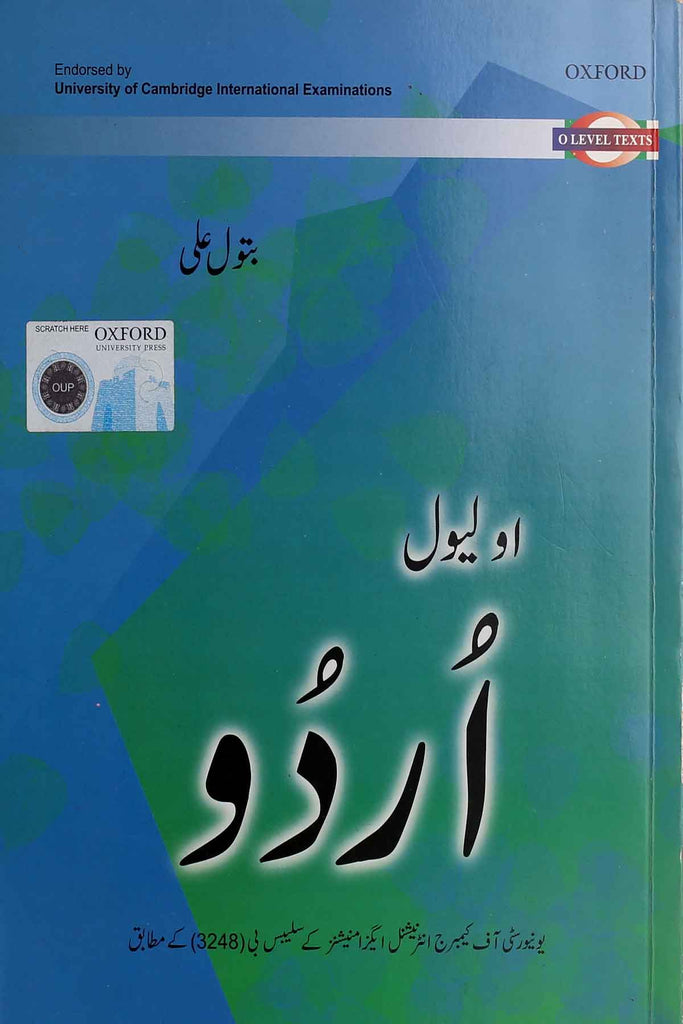 Endorsed by
University of Cambridge International Examinations
OXFORD
O LEVEL TEXTS
بتول علی
SCRATCH HERE
OXFORD
UNIVERSITY PRESS
OUP
او لیول
اُردُو
یونیورسٹی آف کیمبرج انٹرنیشنل ایگزامنیشنز کے سلیبس بی (3248) کے مطابق